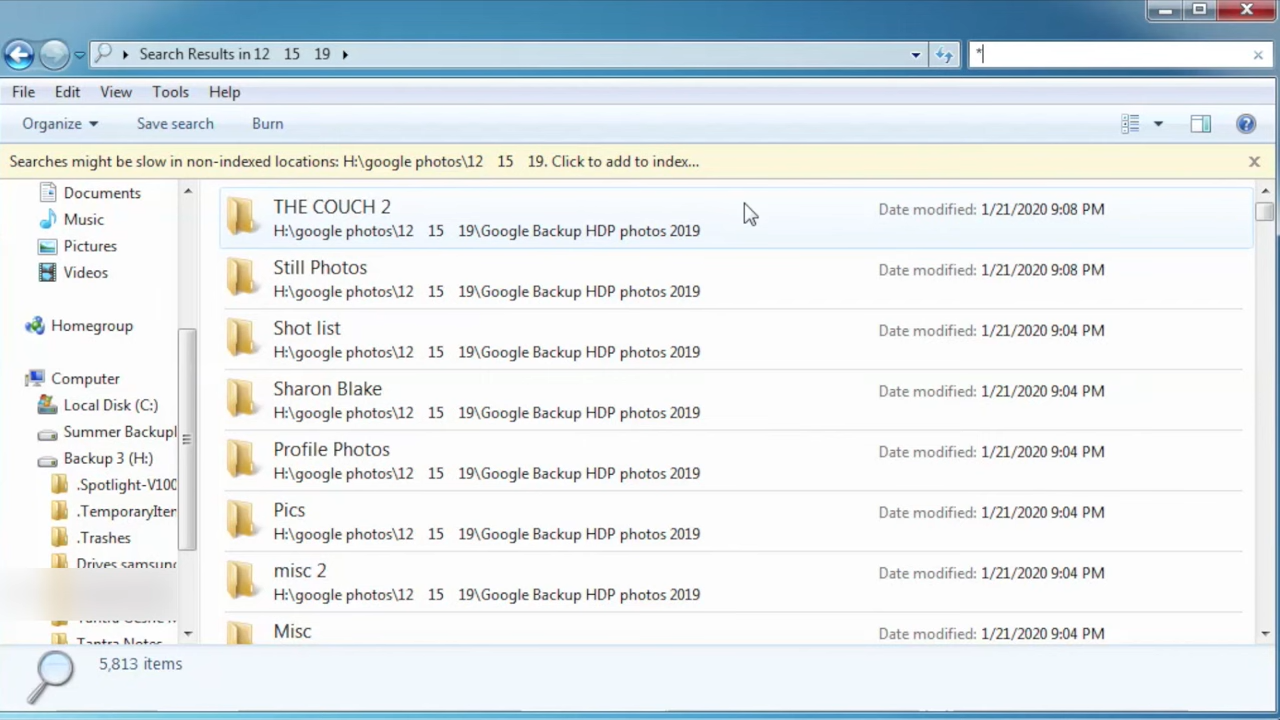 Search Results in 12 15 19
*
File Edit View Tools Help
Organize Save search Burn
Searches might be slow in non-indexed locations: H:\google photos\12 15 19. Click to add to index...
Documents
Music
Pictures
Videos
Homegroup
Computer
Local Disk (C:)
Summer Backupl
Backup 3 (H:)
.Spotlight-V100
.TemporaryIter
.Trashes
Drives samsung
Tantra Notes
THE COUCH 2
Date modified: 1/21/2020 9:08 PM
H:\google photos\12 15 19\Google Backup HDP photos 2019
Still Photos
Date modified: 1/21/2020 9:08 PM
H:\google photos\12 15 19\Google Backup HDP photos 2019
Shot list
Date modified: 1/21/2020 9:04 PM
H:\google photos\12 15 19\Google Backup HDP photos 2019
Sharon Blake
Date modified: 1/21/2020 9:04 PM
H:\google photos\12 15 19\Google Backup HDP photos 2019
Profile Photos
Date modified: 1/21/2020 9:04 PM
H:\google photos\12 15 19\Google Backup HDP photos 2019
Pics
Date modified: 1/21/2020 9:04 PM
H:\google photos\12 15 19\Google Backup HDP photos 2019
misc 2
Date modified: 1/21/2020 9:04 PM
H:\google photos\12 15 19\Google Backup HDP photos 2019
Misc
Date modified: 1/21/2020 9:04 PM
5,813 items